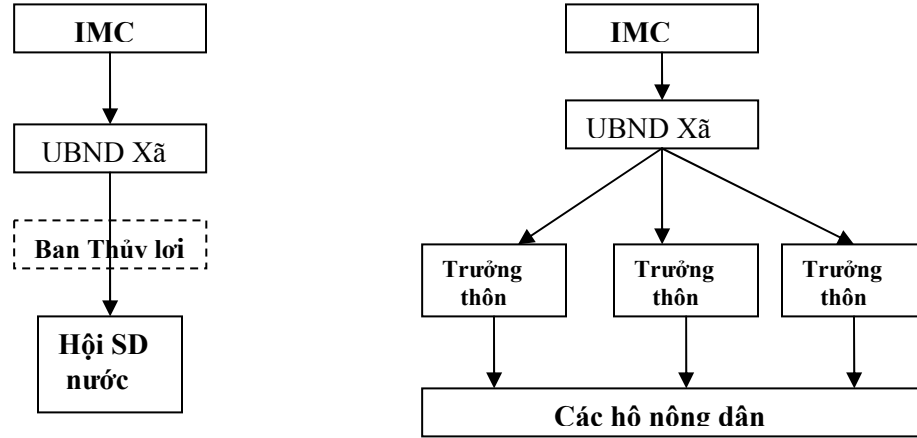 IMC
UBND Xã
Ban Thủy lợi
Hội SD
nước
IMC
UBND Xã
Trưởng
thôn
Trưởng
thôn
Trưởng
thôn
Các hộ nông dân